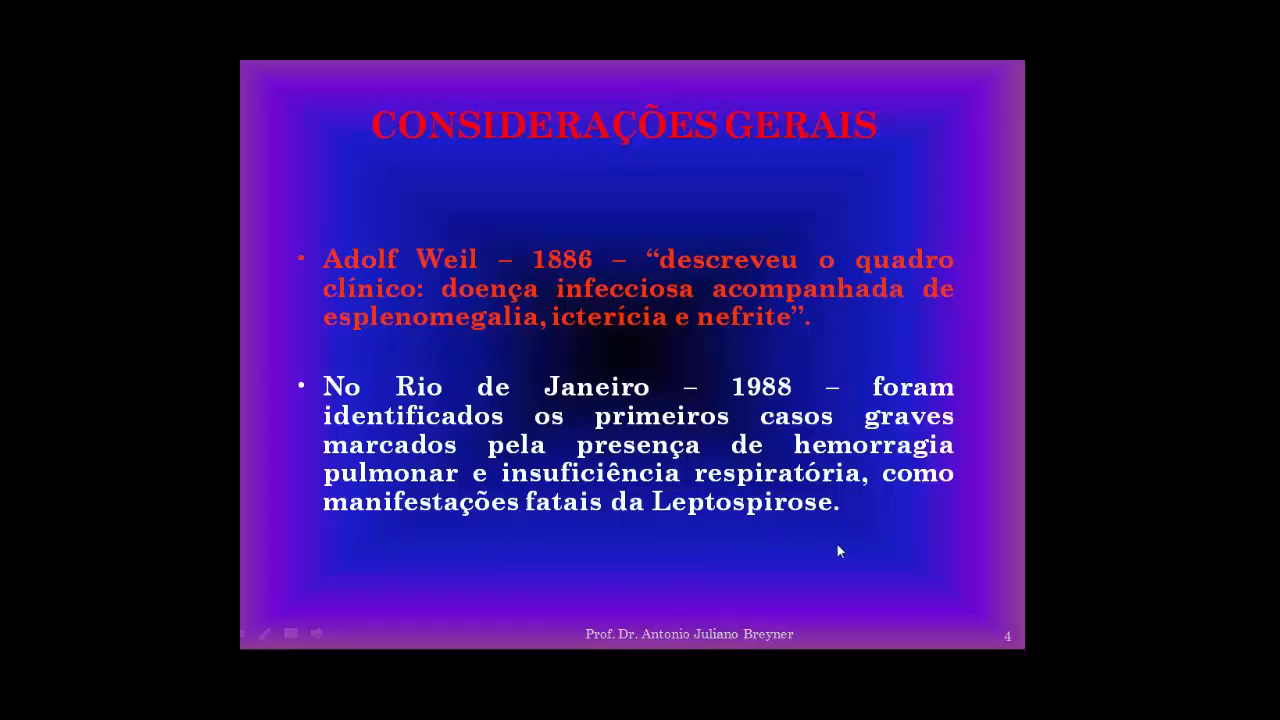 CONSIDERAÇÕES GERAIS
• Adolf Weil – 1886 – “descreveu o quadro
clínico: doença infecciosa acompanhada de
esplenomegalia, icterícia e nefrite”.
• No Rio de Janeiro – 1988 – foram
identificados os primeiros casos graves
marcados pela presença de hemorragia
pulmonar e insuficiência respiratória, como
manifestações fatais da Leptospirose.
Prof. Dr. Antonio Juliano Breyner
4